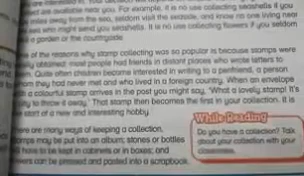 not available near you. For example, it is no use collecting seashells if you
miles away from the sea, seldom visit the seaside, and know no one living near
sea who might send you seashells. It is no use collecting flowers if you seldom
a garden or the countryside.
of the reasons why stamp collecting was so popular is because stamps were
obtained: most people had friends in distant places who wrote letters to
Quite often children became interested in writing to a penfriend, a person
whom they had never met and who lived in a foreign country. When an envelope
a colourful stamp arrives in the post you might say, 'What a lovely stamp! It's
pity to throw it away.' That stamp then becomes the first in your collection. It is
start of a new and interesting hobby.
There are many ways of keeping a collection.
Stamps may be put into an album; stones or bottles
have to be kept in cabinets or in boxes; and
flowers can be pressed and pasted into a scrapbook.
While Reading
Do you have a collection? Talk
about your collection with your
classmates.